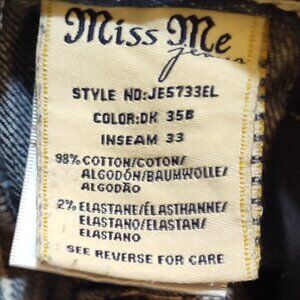 Miss Me
jeans
STYLE NO:JE5733EL
COLOR:DK 35B
INSEAM 33
98% COTTON/COTON/
ALGODÓN/BAUMWOLLE/
ALGODÃO
2% ELASTANE/ÉLASTHANNE/
ELASTANO/ELASTAN/
ELASTANO
SEE REVERSE FOR CARE